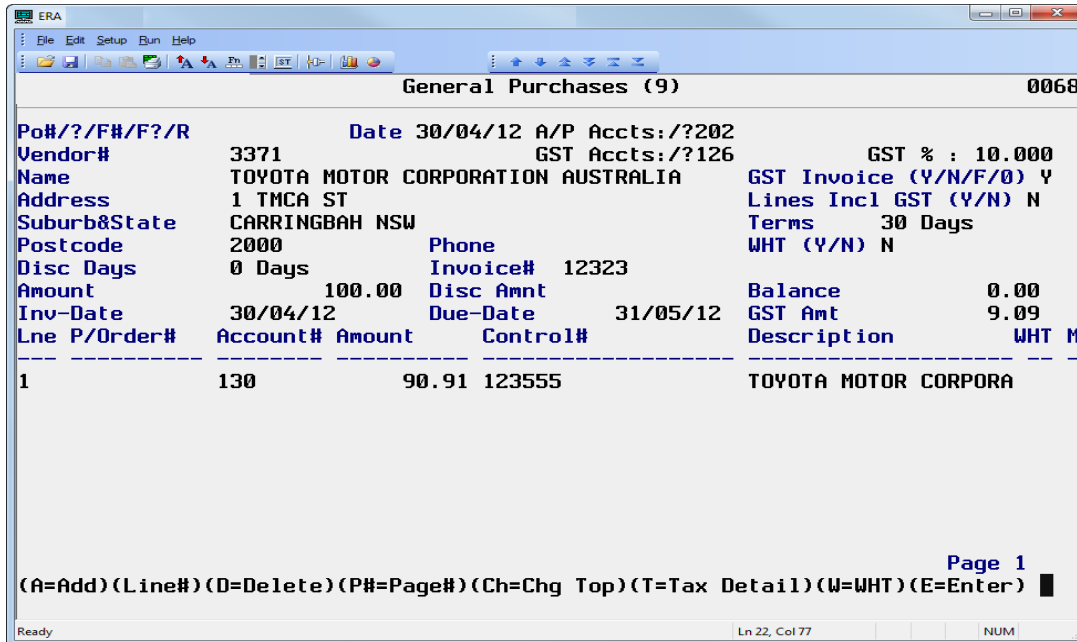 ERA
File Edit Setup Run Help
General Purchases (9) 0068
Po#/?/F#/F?/R Date 30/04/12 A/P Accts:/?202
Vendor# 3371 GST Accts:/?126 GST % : 10.000
Name TOYOTA MOTOR CORPORATION AUSTRALIA GST Invoice (Y/N/F/0) Y
Address 1 TMCA ST Lines Incl GST (Y/N) N
Suburb&State CARRINGBAH NSW Terms 30 Days
Postcode 2000 Phone WHT (Y/N) N
Disc Days 0 Days Invoice# 12323
Amount 100.00 Disc Amnt Balance 0.00
Inv-Date 30/04/12 Due-Date 31/05/12 GST Amt 9.09
Lne P/Order# Account# Amount Control# Description WHT M
1 130 90.91 123555 TOYOTA MOTOR CORPORA
Page 1
(A=Add)(Line#)(D=Delete)(P#=Page#)(Ch=Chg Top)(T=Tax Detail)(W=WHT)(E=Enter)
Ready Ln 22, Col 77 NUM